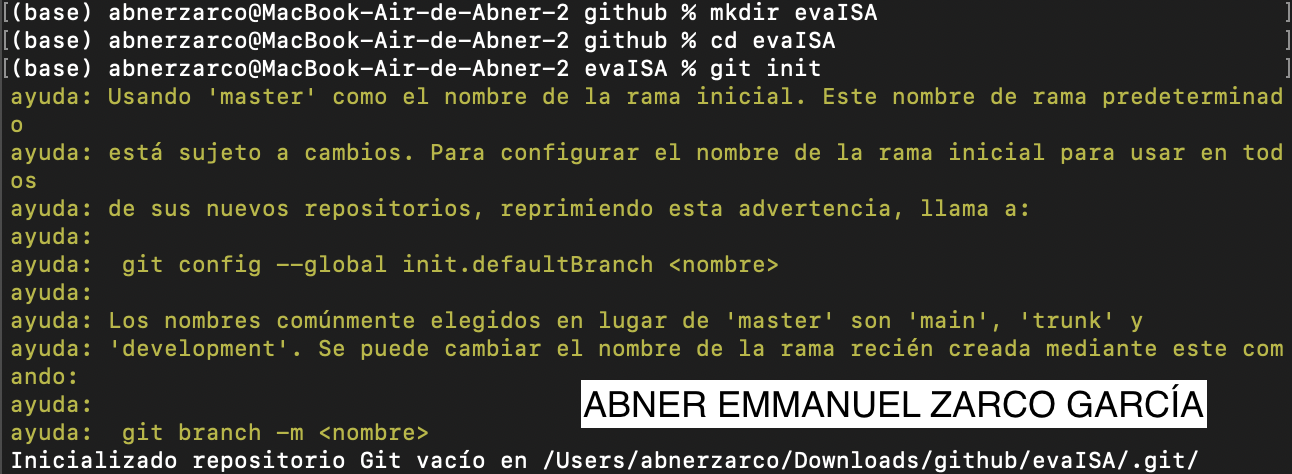 [(base) abnerzarco@MacBook-Air-de-Abner-2 github % mkdir evaISA ]
[(base) abnerzarco@MacBook-Air-de-Abner-2 github % cd evaISA ]
[(base) abnerzarco@MacBook-Air-de-Abner-2 evaISA % git init ]
ayuda: Usando 'master' como el nombre de la rama inicial. Este nombre de rama predeterminad
o
ayuda: está sujeto a cambios. Para configurar el nombre de la rama inicial para usar en tod
os
ayuda: de sus nuevos repositorios, reprimiendo esta advertencia, llama a:
ayuda:
ayuda:  git config --global init.defaultBranch <nombre>
ayuda:
ayuda: Los nombres comúnmente elegidos en lugar de 'master' son 'main', 'trunk' y
ayuda: 'development'. Se puede cambiar el nombre de la rama recién creada mediante este com
ando:
ayuda:
ABNER EMMANUEL ZARCO GARCÍA
ayuda:  git branch -m <nombre>
Inicializado repositorio Git vacío en /Users/abnerzarco/Downloads/github/evaISA/.git/